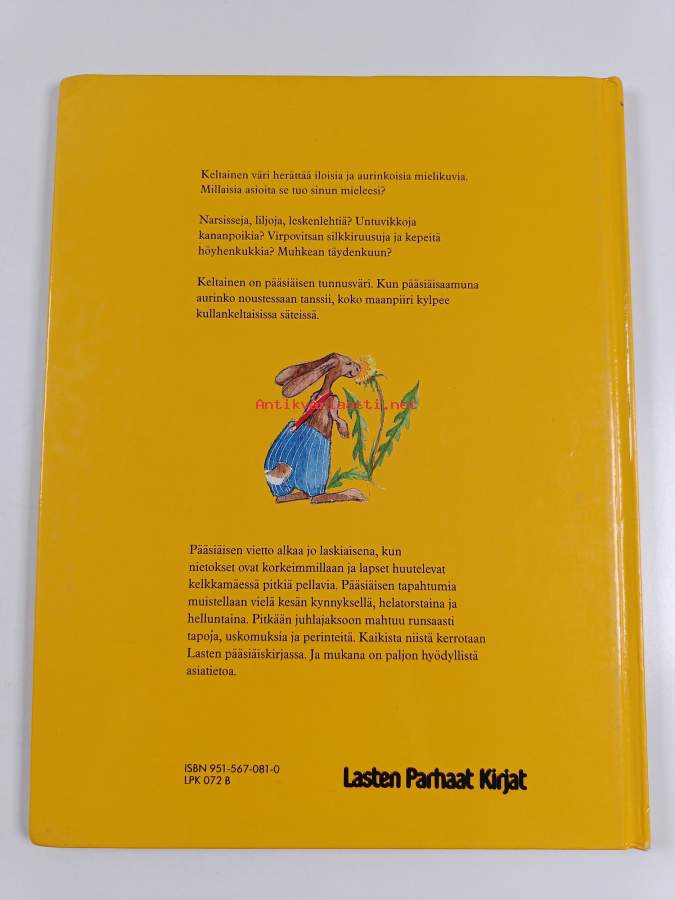 Keltainen väri herättää iloisia ja aurinkoisia mielikuvia.
Millaisia asioita se tuo sinun mieleesi?
Narsisseja, liljoja, leskenlehtiä? Untuvikkoja
kananpoikia? Virpovitsan silkkiruusuja ja kepeitä
höyhenkukkia? Muhkean täydenkuun?
Keltainen on pääsiäisen tunnusväri. Kun pääsiäisaamuna
aurinko noustessaan tanssii, koko maanpiiri kylpee
kullankeltaisissa säteissä.
Antikvariaatti.net
Pääsiäisen vietto alkaa jo laskiaisena, kun
nietokset ovat korkeimmillaan ja lapset huutelevat
kelkkamäessä pitkiä pellavia. Pääsiäisen tapahtumia
muistellaan vielä kesän kynnyksellä, helatorstaina ja
helluntaina. Pitkään juhlajaksoon mahtuu runsaasti
tapoja, uskomuksia ja perinteitä. Kaikista niistä kerrotaan
Lasten pääsiäiskirjassa. Ja mukana on paljon hyödyllistä
asiatietoa.
ISBN 951-567-081-0
LPK 072 B
Lasten Parhaat Kirjat